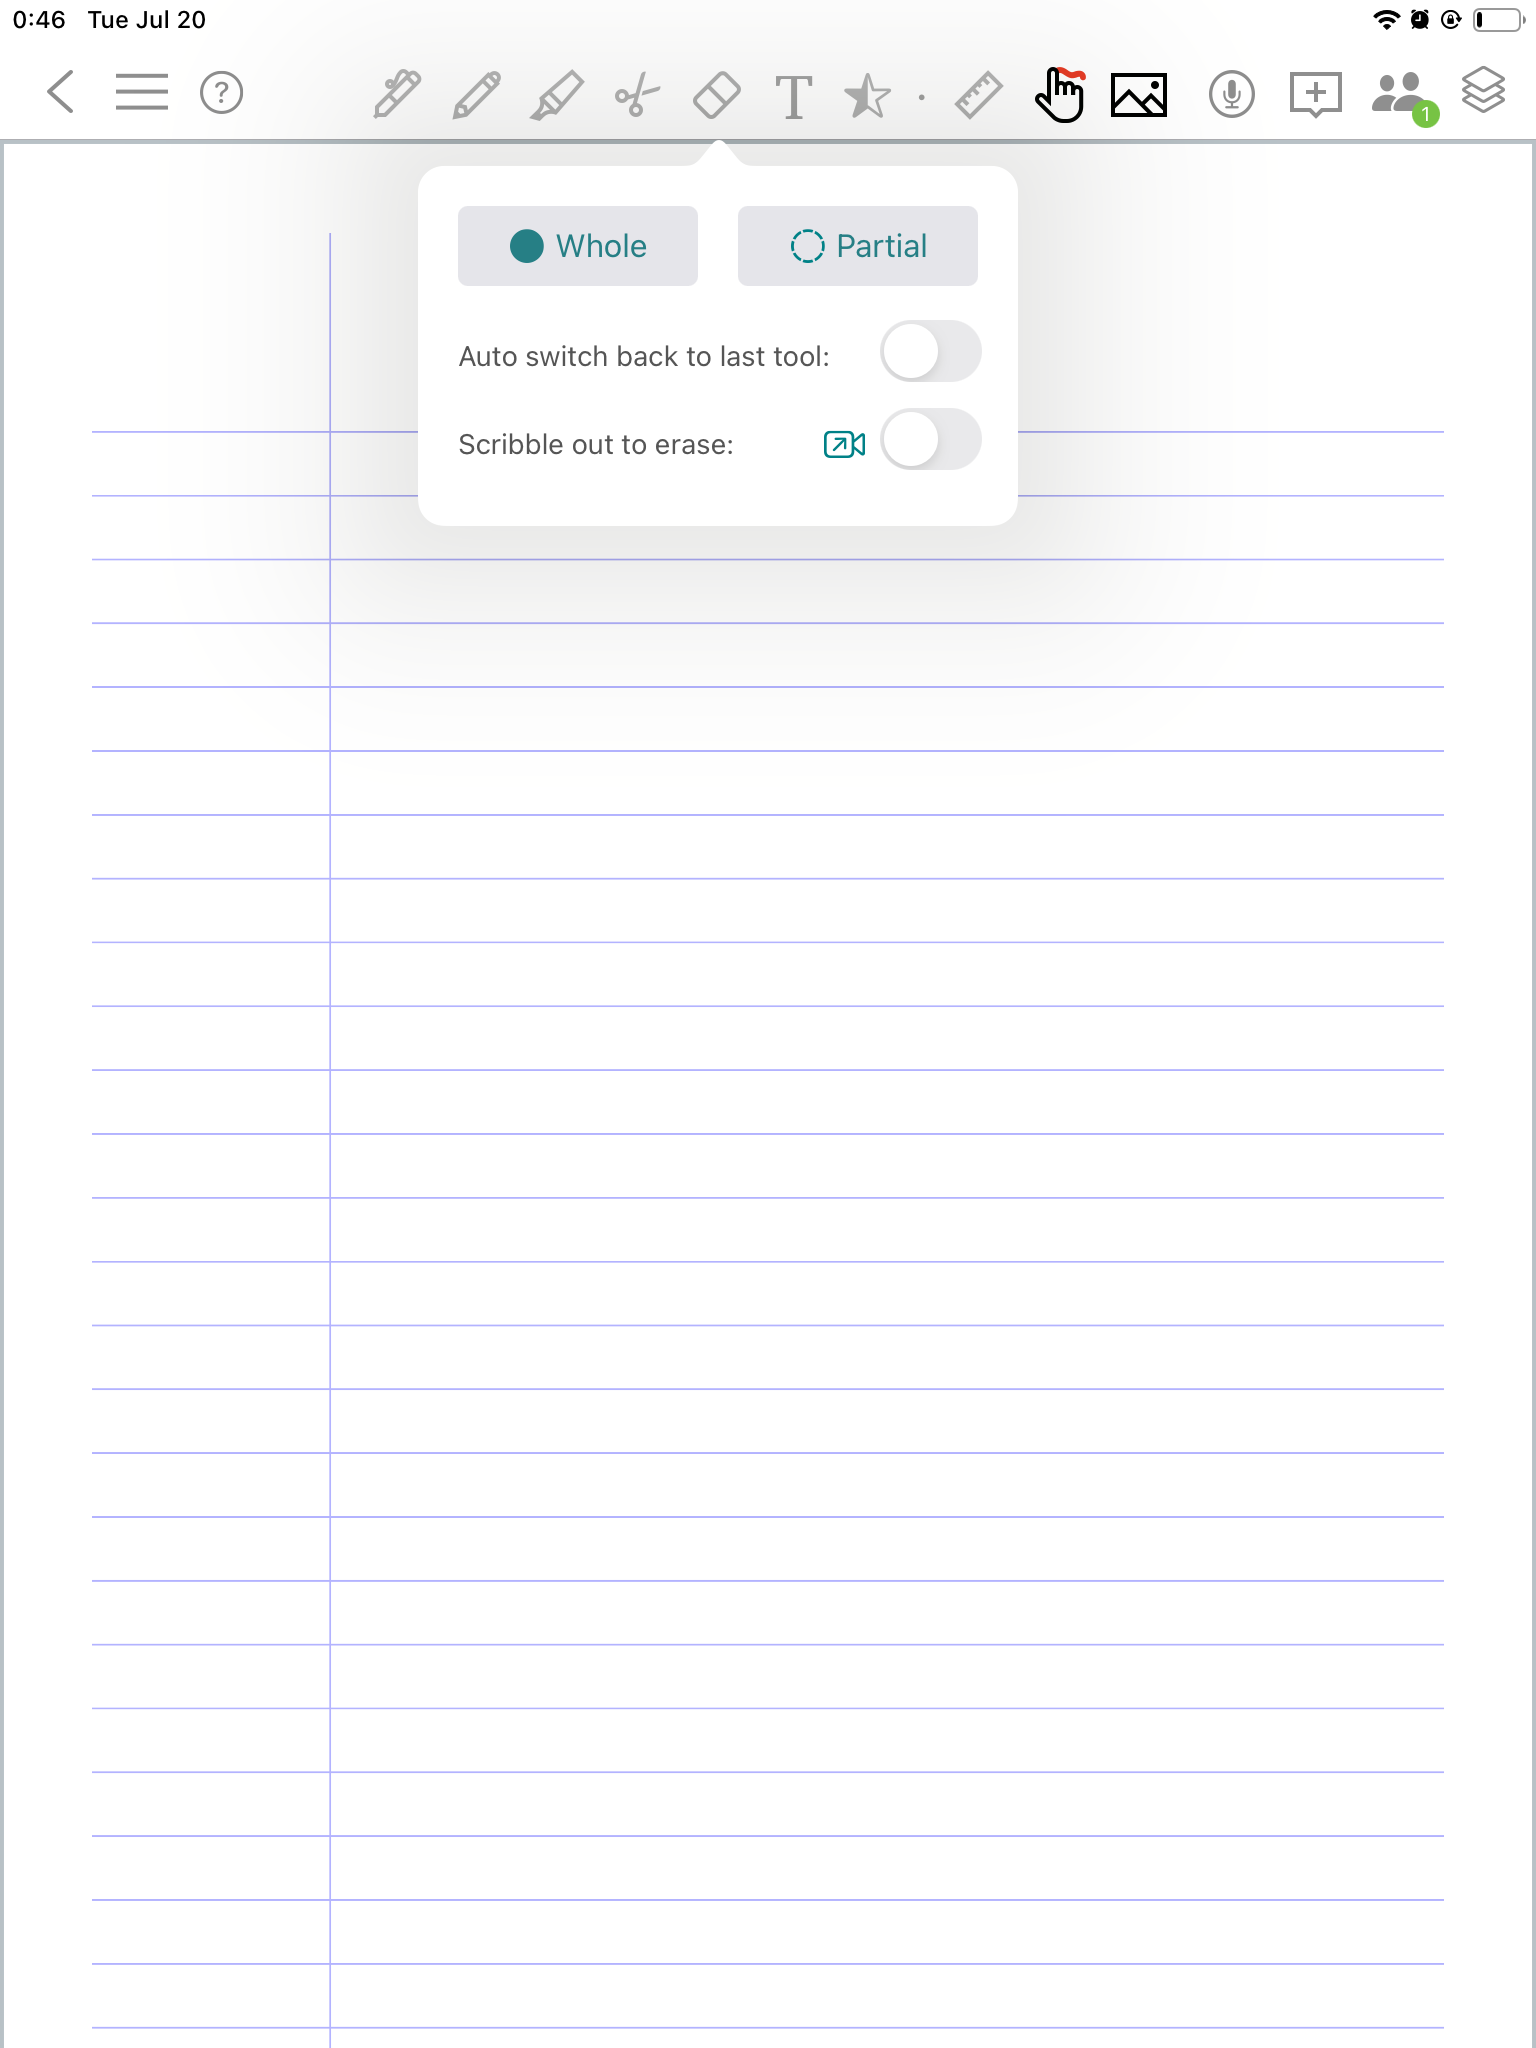 0:46 Tue Jul 20
?
T
1
Whole Partial
Auto switch back to last tool:
Scribble out to erase: